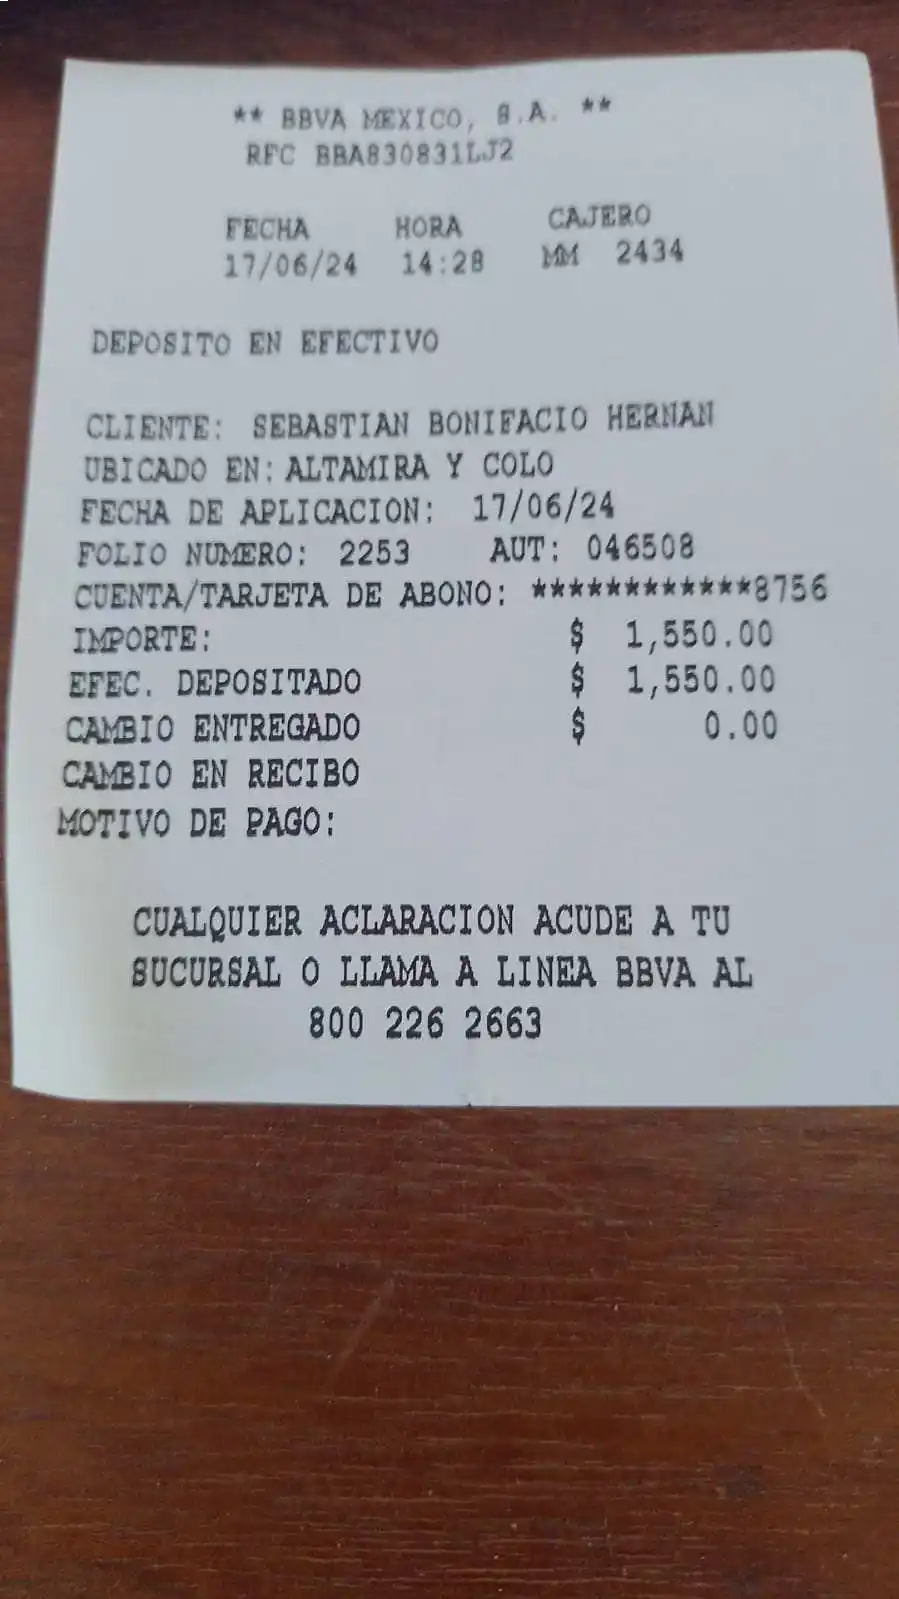 ** BBVA MEXICO, S.A. **
RFC BBA830831LJ2
FECHA HORA CAJERO
17/06/24 14:28 MM 2434
DEPOSITO EN EFECTIVO
CLIENTE: SEBASTIAN BONIFACIO HERNAN
UBICADO EN: ALTAMIRA Y COLO
FECHA DE APLICACION: 17/06/24
FOLIO NUMERO: 2253 AUT: 046508
CUENTA/TARJETA DE ABONO: ************8756
IMPORTE: $ 1,550.00
EFEC. DEPOSITADO $ 1,550.00
CAMBIO ENTREGADO $ 0.00
CAMBIO EN RECIBO
MOTIVO DE PAGO:
CUALQUIER ACLARACION ACUDE A TU
SUCURSAL O LLAMA A LINEA BBVA AL
800 226 2663